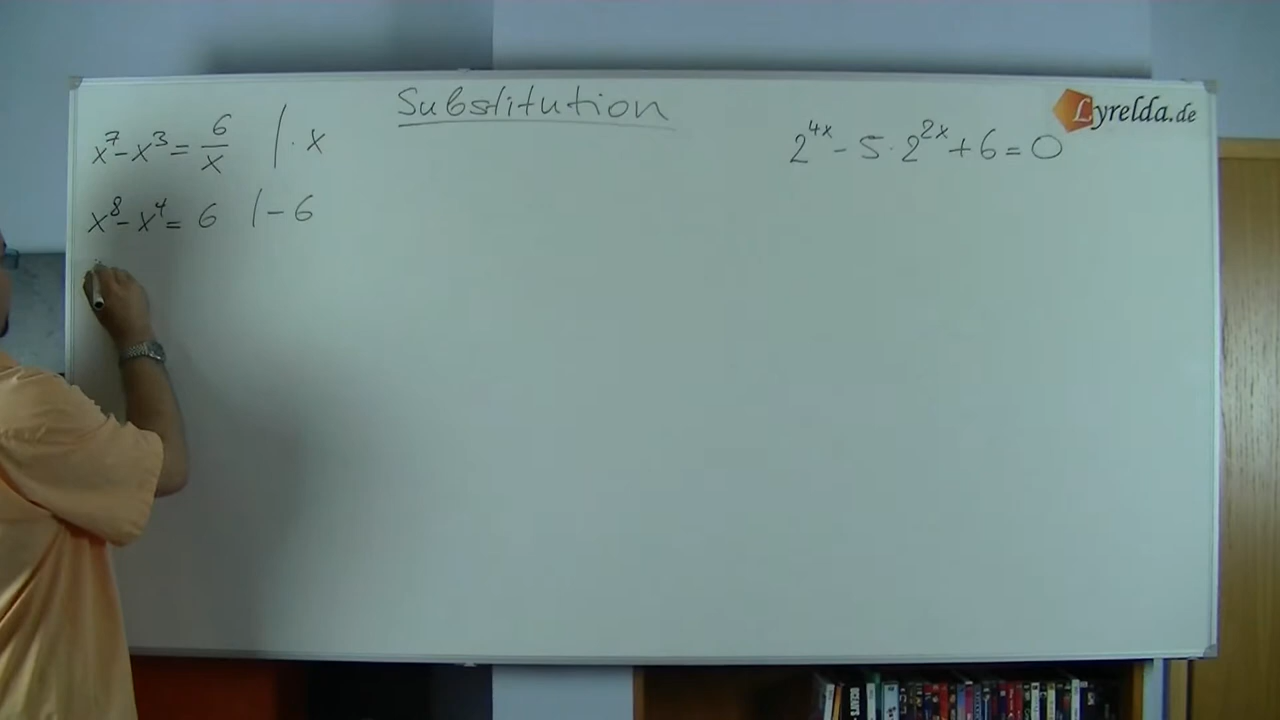 Substitution
Lyrelda.de
x⁷-x³= 6/x |· x
x⁸-x⁴= 6 |- 6
2⁴ˣ- 5·2²ˣ+6=0